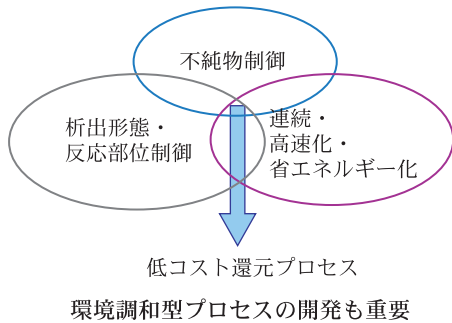 不純物制御
析出形態・
反応部位制御
連続・
高速化・
省エネルギー化
低コスト還元プロセス
環境調和型プロセスの開発も重要